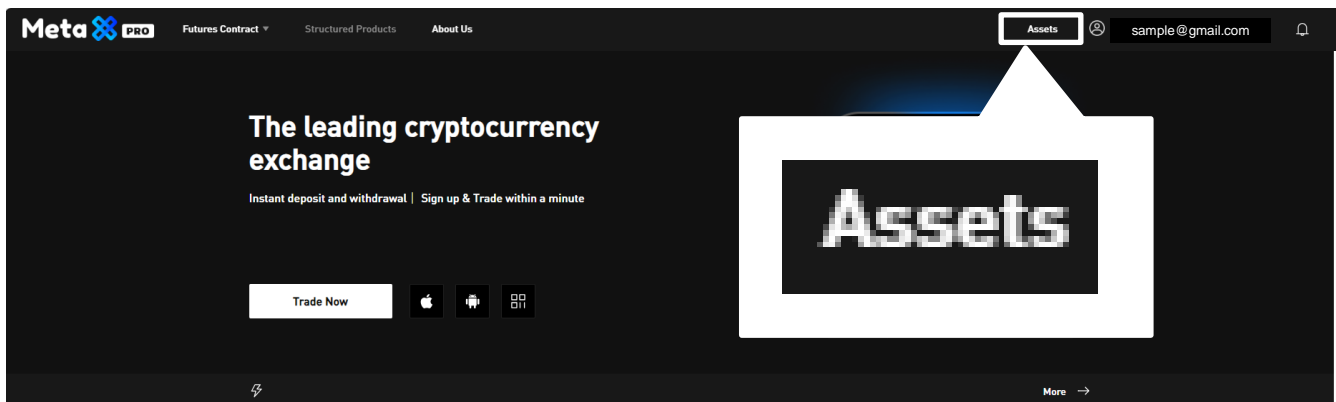 Meta PRO Futures Contract Structured Products About Us Assets sample@gmail.com
The leading cryptocurrency
exchange
Instant deposit and withdrawal | Sign up & Trade within a minute
Assets
Trade Now
More →